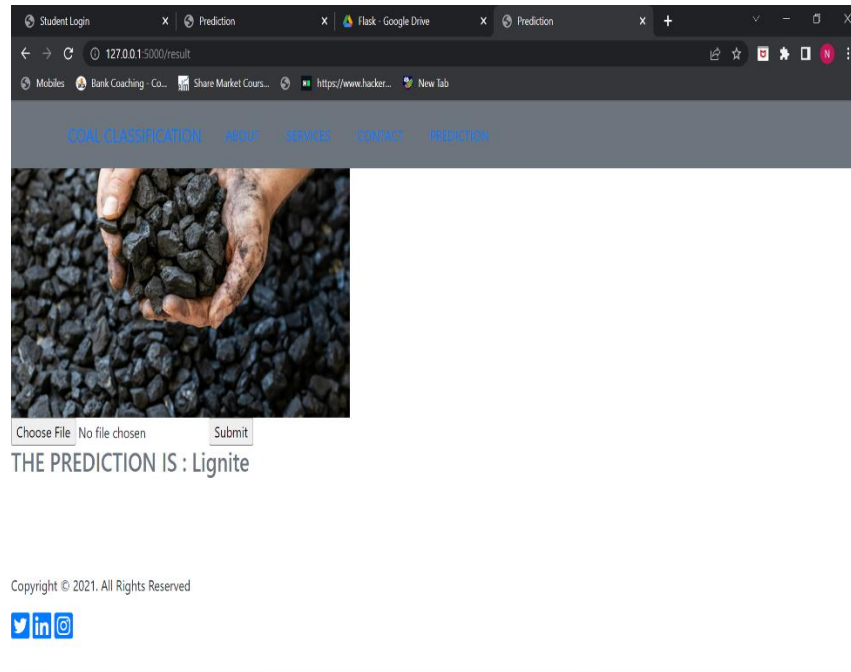 Student Login
Prediction
Flask - Google Drive
Prediction
127.0.0.1:5000/result
N
Mobiles
Bank Coaching - Co...
Share Market Cours...
https://www.hacker...
New Tab
COAL CLASSIFICATION
ABOUT
SERVICES
CONTACT
PREDICTION
Choose File No file chosen
Submit
THE PREDICTION IS : Lignite
Copyright © 2021. All Rights Reserved
in